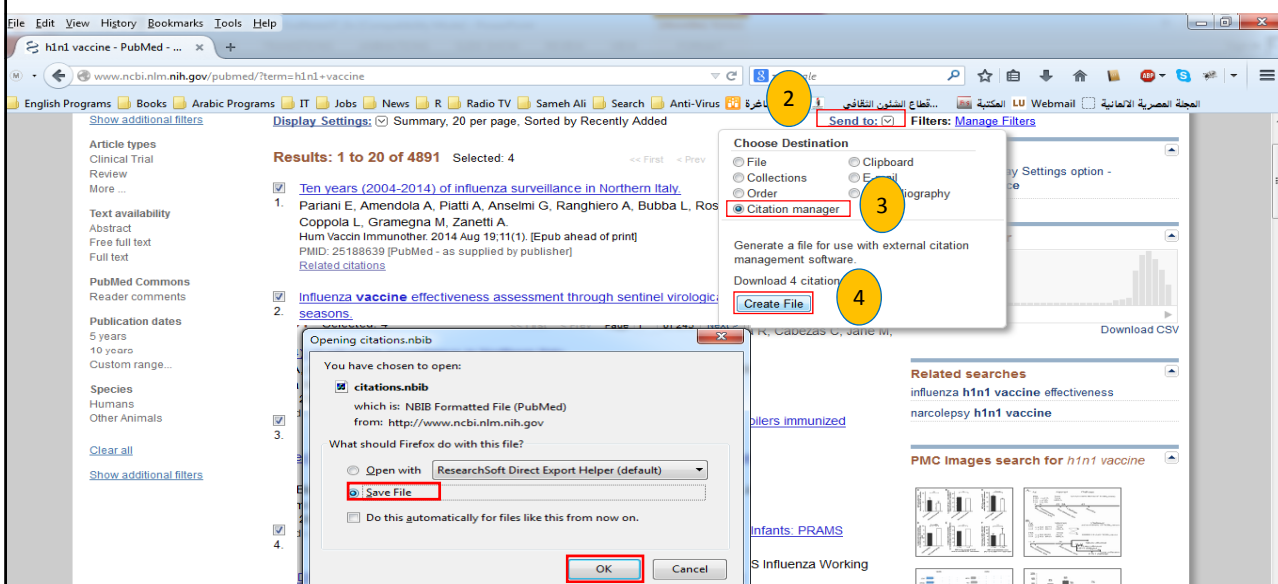 File Edit View History Bookmarks Tools Help
h1n1 vaccine - PubMed - ... × +
www.ncbi.nlm.nih.gov/pubmed/?term=h1n1+vaccine
English Programs Books Arabic Programs IT Jobs News R Radio TV Sameh Ali Search Anti-Virus ...قطاع الشئون الثقافي المكتبة LU Webmail المجلة المصرية الالمانية
2
Show additional filters
Display Settings: Summary, 20 per page, Sorted by Recently Added
Send to:
Filters: Manage Filters
Article types
Clinical Trial
Review
More ...
Text availability
Abstract
Free full text
Full text
PubMed Commons
Reader comments
Publication dates
5 years
10 years
Custom range...
Species
Humans
Other Animals
Clear all
Show additional filters
Results: 1 to 20 of 4891 Selected: 4
<< First < Prev
1. Ten years (2004-2014) of influenza surveillance in Northern Italy.
Pariani E, Amendola A, Piatti A, Anselmi G, Ranghiero A, Bubba L, Ros
Coppola L, Gramegna M, Zanetti A.
Hum Vaccin Immunother. 2014 Aug 19;11(1). [Epub ahead of print]
PMID: 25188639 [PubMed - as supplied by publisher]
Related citations
2. Influenza vaccine effectiveness assessment through sentinel virologica
seasons.
R, Cabezas C, Jané M,
3.
oilers immunized
4.
Infants: PRAMS
S Influenza Working
Choose Destination
File
Clipboard
Collections
E-mail
Order
iography
Citation manager
3
Generate a file for use with external citation
management software.
Download 4 citation
Create File
4
Opening citations.nbib
You have chosen to open:
citations.nbib
which is: NBIB Formatted File (PubMed)
from: http://www.ncbi.nlm.nih.gov
What should Firefox do with this file?
Open with ResearchSoft Direct Export Helper (default)
Save File
Do this automatically for files like this from now on.
OK Cancel
ay Settings option -
ce
Download CSV
Related searches
influenza h1n1 vaccine effectiveness
narcolepsy h1n1 vaccine
PMC Images search for h1n1 vaccine